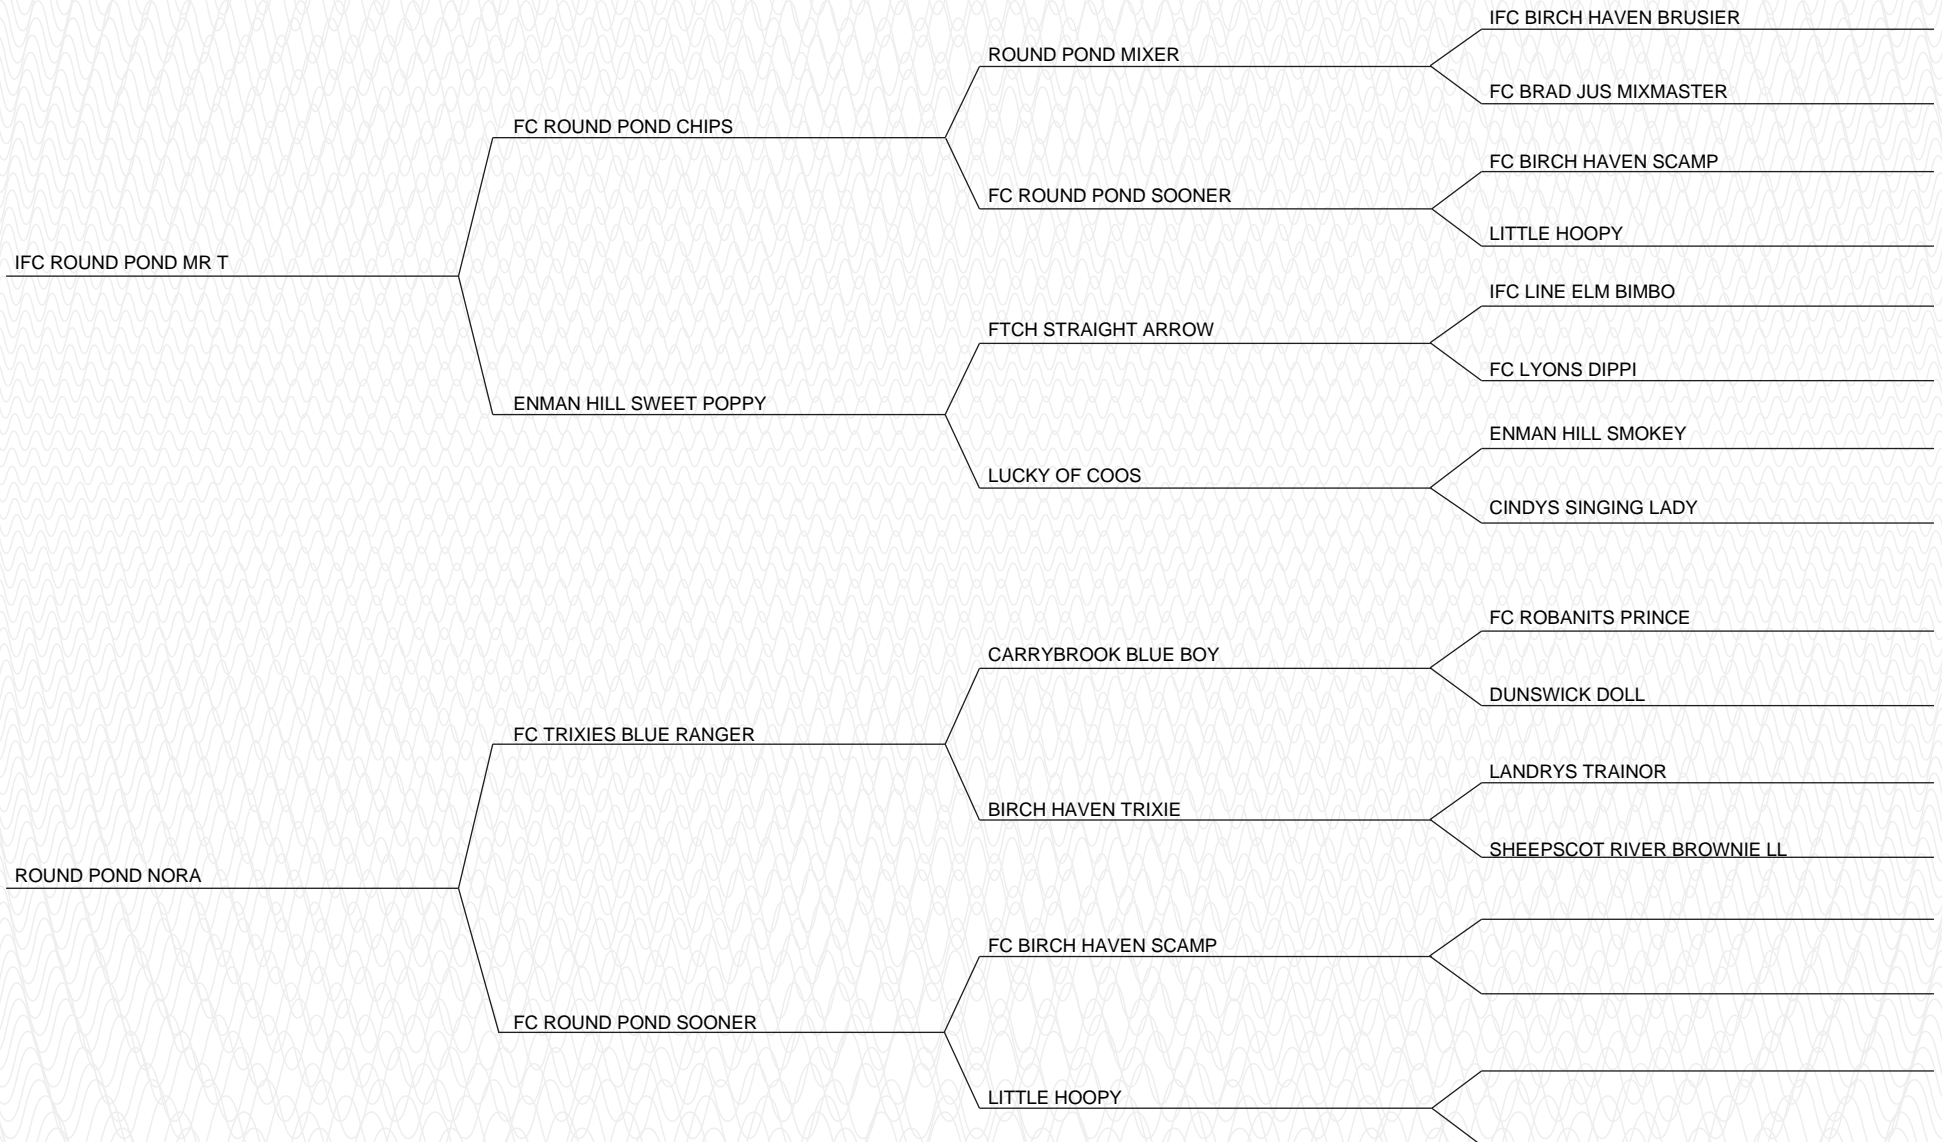 IFC BIRCH HAVEN BRUSIER
ROUND POND MIXER
FC BRAD JUS MIXMASTER
FC ROUND POND CHIPS
FC BIRCH HAVEN SCAMP
FC ROUND POND SOONER
LITTLE HOOPY
IFC ROUND POND MR T
IFC LINE ELM BIMBO
FTCH STRAIGHT ARROW
FC LYONS DIPPI
ENMAN HILL SWEET POPPY
ENMAN HILL SMOKEY
LUCKY OF COOS
CINDYS SINGING LADY
FC ROBANITS PRINCE
CARRYBROOK BLUE BOY
DUNSWICK DOLL
FC TRIXIES BLUE RANGER
LANDRYS TRAINOR
BIRCH HAVEN TRIXIE
SHEEPSCOT RIVER BROWNIE LL
ROUND POND NORA
FC BIRCH HAVEN SCAMP
FC ROUND POND SOONER
LITTLE HOOPY